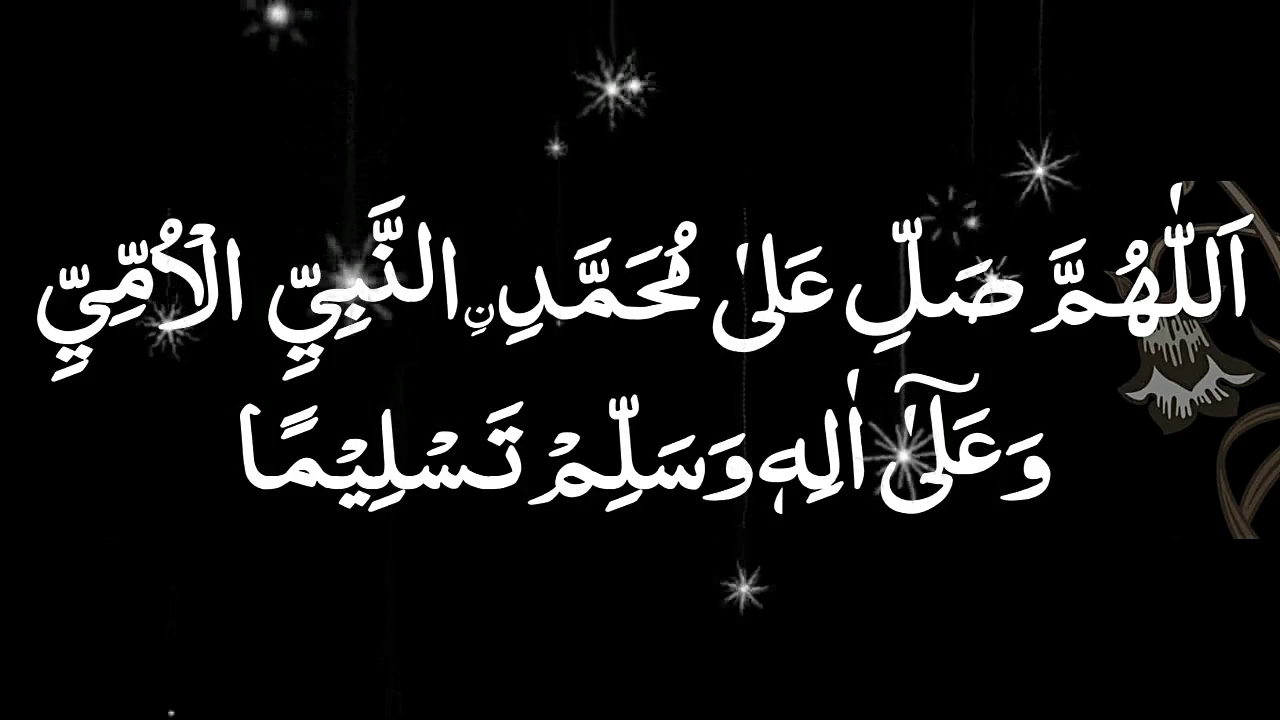 اَللّٰهُمَّ صَلِّ عَلٰى مُحَمَّدِ نِ النَّبِيِّ الْاُمِّيِّ
وَعَلٰٓى اٰلِهٖ وَسَلِّمْ تَسْلِيْمًا